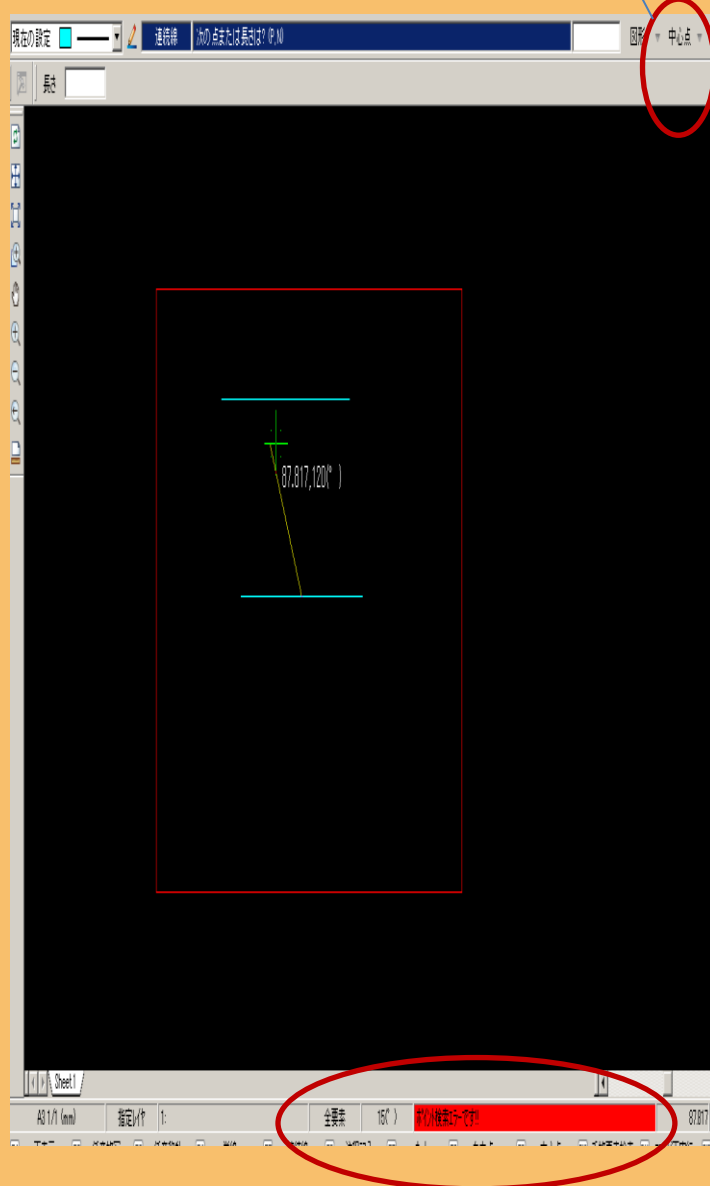 現在の設定 連続線 次の点または長さは? (P,N) 図形 中心点
長さ
87.817,120(° )
Sheet1
A3 1/1 (mm) 指定レイヤ 1: 全要素 15(° ) ポイント検索エラーです!! 87.817